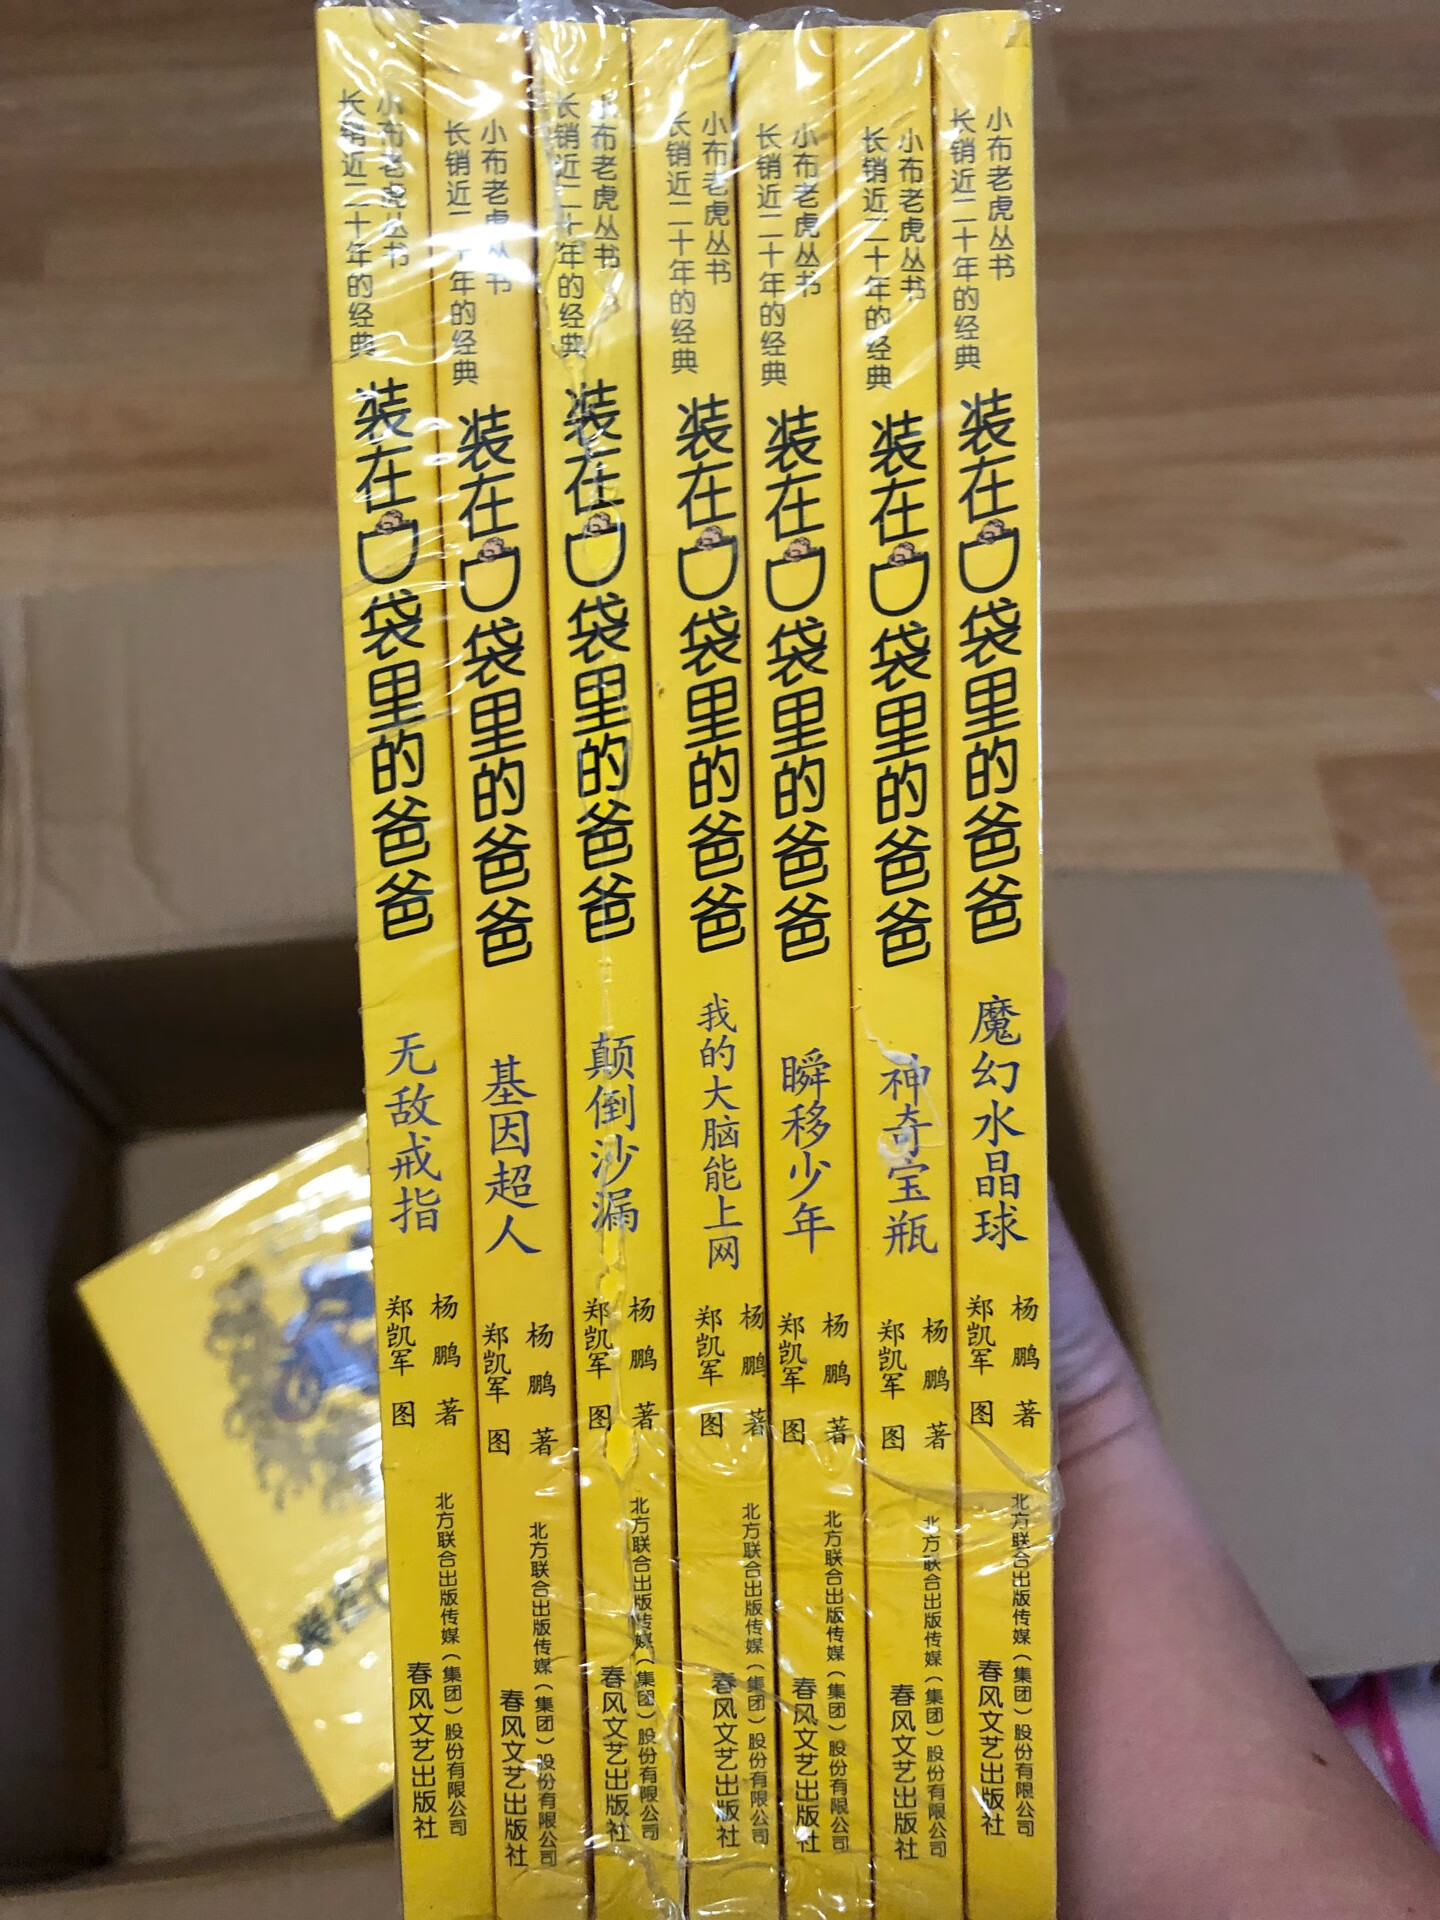 小布老虎丛书
长销近二十年的经典
装在口袋里的爸爸
无敌戒指
杨鹏 著
郑凯军 图
北方联合出版传媒（集团）股份有限公司
春风文艺出版社
小布老虎丛书
长销近二十年的经典
装在口袋里的爸爸
基因超人
杨鹏 著
郑凯军 图
北方联合出版传媒（集团）股份有限公司
春风文艺出版社
小布老虎丛书
长销近二十年的经典
装在口袋里的爸爸
颠倒沙漏
杨鹏 著
郑凯军 图
北方联合出版传媒（集团）股份有限公司
春风文艺出版社
小布老虎丛书
长销近二十年的经典
装在口袋里的爸爸
我的大脑能上网
杨鹏 著
郑凯军 图
北方联合出版传媒（集团）股份有限公司
春风文艺出版社
小布老虎丛书
长销近二十年的经典
装在口袋里的爸爸
瞬移少年
杨鹏 著
郑凯军 图
北方联合出版传媒（集团）股份有限公司
春风文艺出版社
小布老虎丛书
长销近二十年的经典
装在口袋里的爸爸
神奇宝瓶
杨鹏 著
郑凯军 图
北方联合出版传媒（集团）股份有限公司
春风文艺出版社
小布老虎丛书
长销近二十年的经典
装在口袋里的爸爸
魔幻水晶球
杨鹏 著
郑凯军 图
北方联合出版传媒（集团）股份有限公司
春风文艺出版社
装在